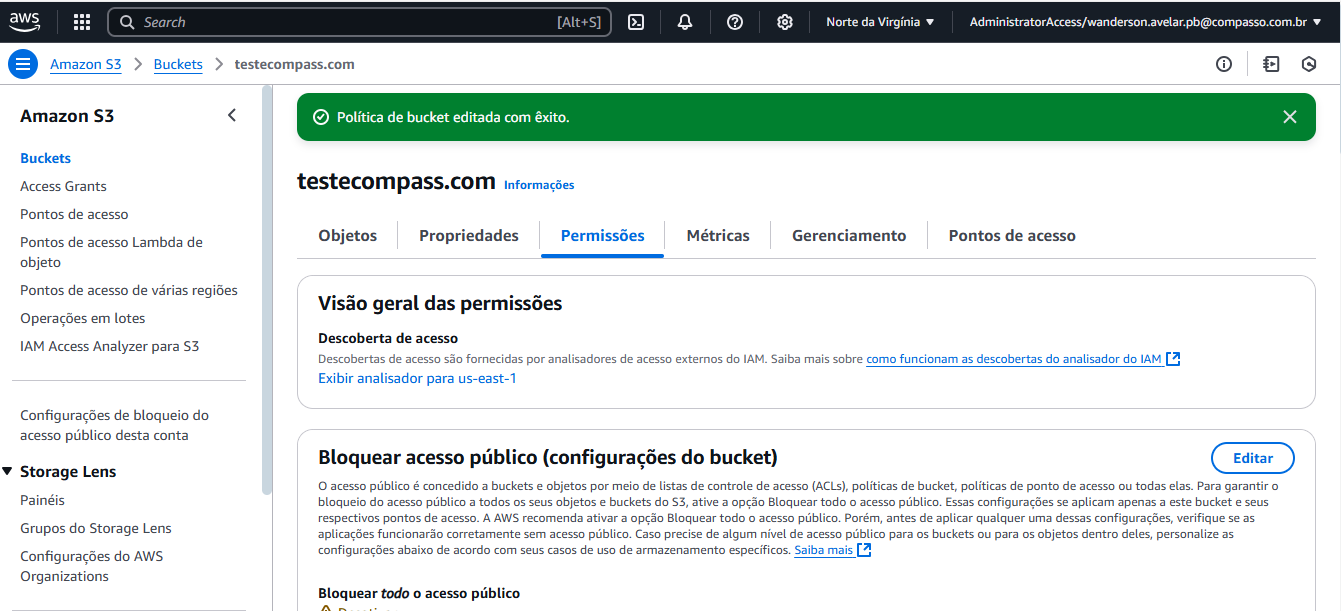 aws
Search [Alt+S] Norte da Virgínia AdministratorAccess/wanderson.avelar.pb@compasso.com.br
Amazon S3 Buckets testecompass.com
Amazon S3
Buckets
Access Grants
Pontos de acesso
Pontos de acesso Lambda de
objeto
Pontos de acesso de várias regiões
Operações em lotes
IAM Access Analyzer para S3
Configurações de bloqueio do
acesso público desta conta
Storage Lens
Painéis
Grupos do Storage Lens
Configurações do AWS
Organizations
Política de bucket editada com êxito.
testecompass.com Informações
Objetos Propriedades Permissões Métricas Gerenciamento Pontos de acesso
Visão geral das permissões
Descoberta de acesso
Descobertas de acesso são fornecidas por analisadores de acesso externos do IAM. Saiba mais sobre como funcionam as descobertas do analisador do IAM
Exibir analisador para us-east-1
Bloquear acesso público (configurações do bucket)
Editar
O acesso público é concedido a buckets e objetos por meio de listas de controle de acesso (ACLs), políticas de bucket, políticas de ponto de acesso ou todas elas. Para garantir o
bloqueio do acesso público a todos os seus objetos e buckets do S3, ative a opção Bloquear todo o acesso público. Essas configurações se aplicam apenas a este bucket e seus
respectivos pontos de acesso. A AWS recomenda ativar a opção Bloquear todo o acesso público. Porém, antes de aplicar qualquer uma dessas configurações, verifique se as
aplicações funcionarão corretamente sem acesso público. Caso precise de algum nível de acesso público para os buckets ou para os objetos dentro deles, personalize as
configurações abaixo de acordo com seus casos de uso de armazenamento específicos. Saiba mais
Bloquear todo o acesso público